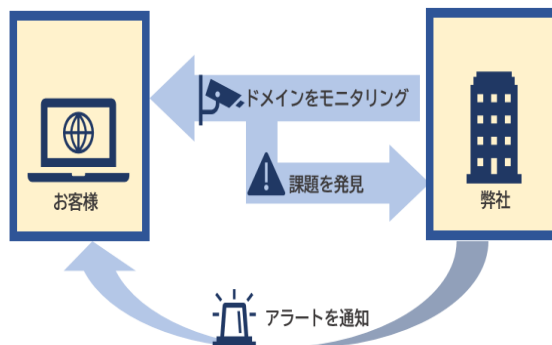 ドメインをモニタリング
課題を発見
お客様
弊社
アラートを通知